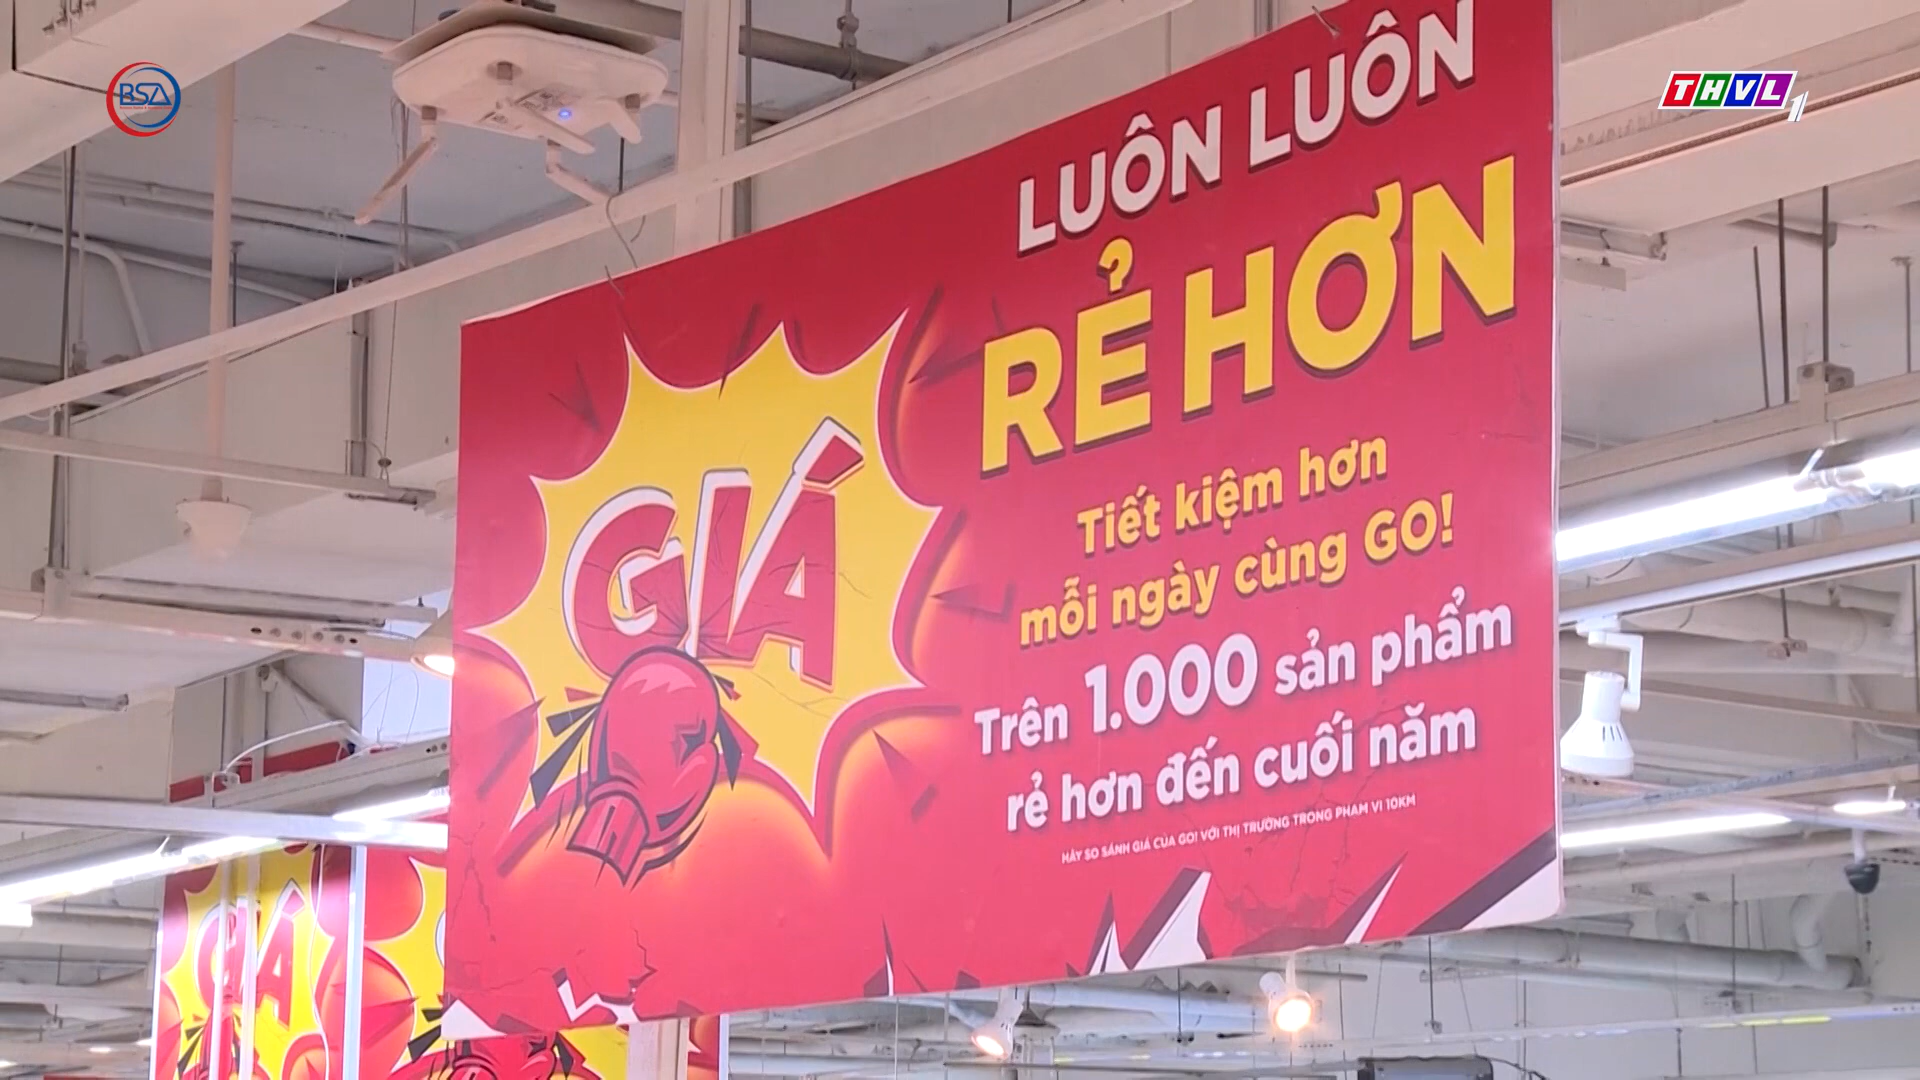 BSA
THVL1
LUÔN LUÔN
RẺ HƠN
GIÁ
Tiết kiệm hơn
mỗi ngày cùng GO!
Trên 1.000 sản phẩm
rẻ hơn đến cuối năm
HÃY SO SÁNH GIÁ CỦA GO! VỚI THỊ TRƯỜNG TRONG PHẠM VI 10KM
GIÁ